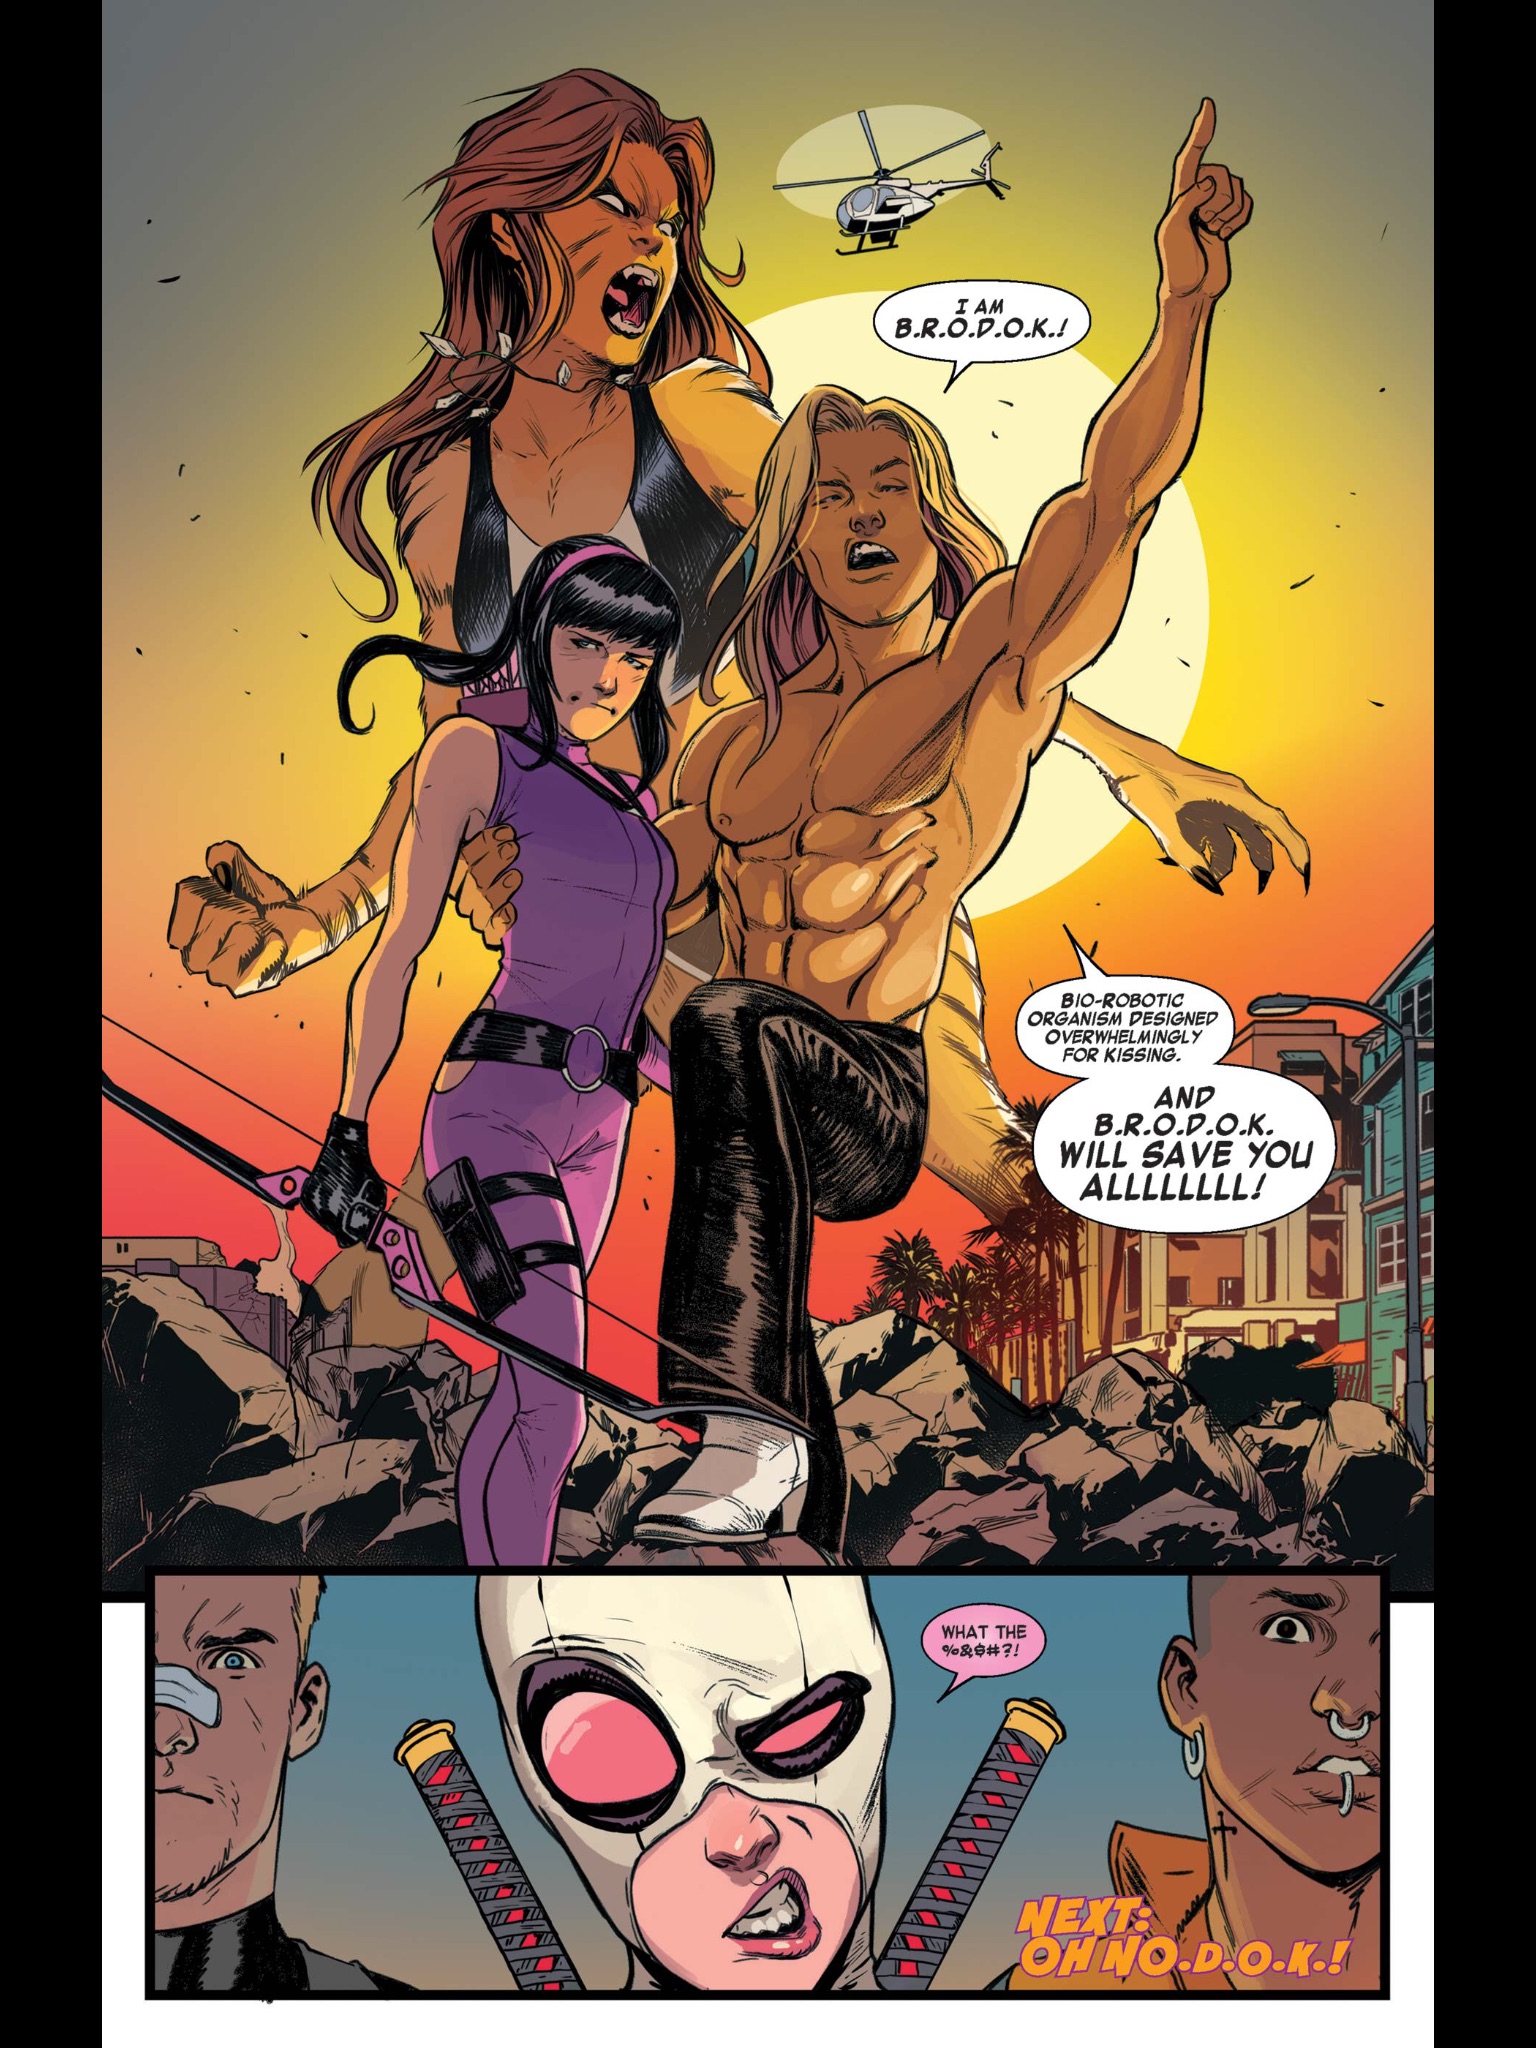 I AM
B.R.O.D.O.K.!
BIO-ROBOTIC
ORGANISM DESIGNED
OVERWHELMINGLY
FOR KISSING.
AND
B.R.O.D.O.K.
WILL SAVE YOU
ALLLLLLLL!
WHAT THE
%&$#?!
NEXT:
OH NO.D.O.K.!